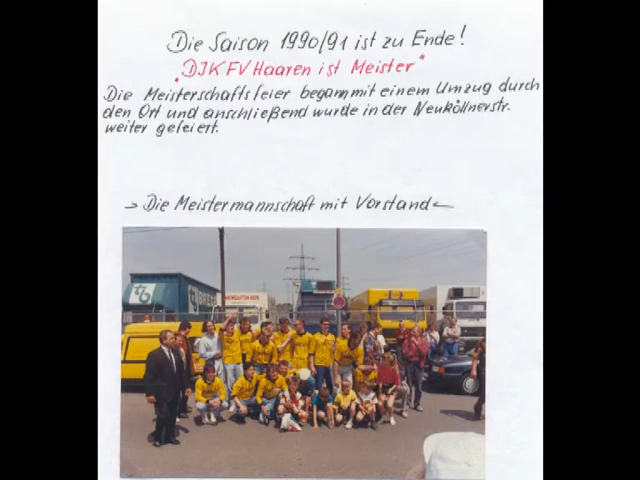 Die Saison 1990/91 ist zu Ende!
"DJK FV Haaren ist Meister"
Die Meisterschaftsfeier begann mit einem Umzug durch
den Ort und anschließend wurde in der Neuköllnerstr.
weiter gefeiert.
→ Die Meistermannschaft mit Vorstand ←